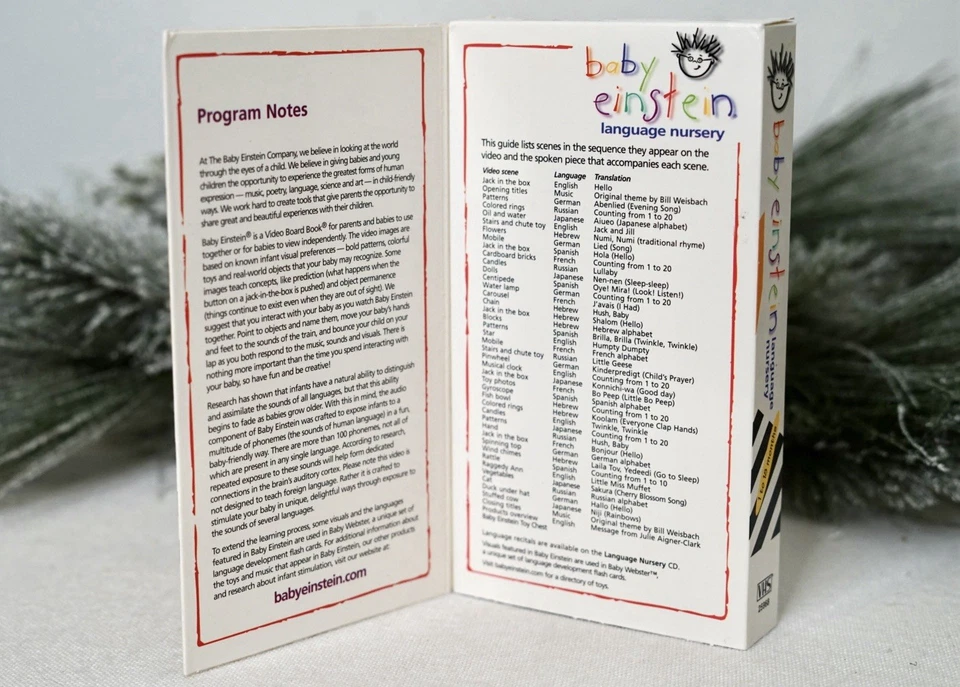 Program Notes
At The Baby Einstein Company, we believe in looking at the world
through the eyes of a child. We believe in giving babies and young
children the opportunity to experience the greatest forms of human
expression — music, poetry, language, science and art — in child-friendly
ways. We work hard to create tools that give parents the opportunity to
share great and beautiful experiences with their children.
Baby Einstein® is a Video Board Book® for parents and babies to use
together or for babies to view independently. The video images are
based on known infant visual preferences — bold patterns, colorful
toys and real-world objects that your baby may recognize. Some
images teach concepts, like prediction (what happens when the
button on a jack-in-the-box is pushed) and object permanence
(things continue to exist even when they are out of sight). We
suggest that you interact with your baby as you watch Baby Einstein
together. Point to objects and name them, move your baby's hands
and feet to the sounds of the train, and bounce your child on your
lap as you both respond to the music, sounds and visuals. There is
nothing more important than the time you spend interacting with
your baby, so have fun and be creative!
Research has shown that infants have a natural ability to distinguish
and assimilate the sounds of all languages, but that this ability
begins to fade as babies grow older. With this in mind, the audio
component of Baby Einstein was crafted to expose infants to a
multitude of phonemes (the sounds of human language) in a fun,
baby-friendly way. There are more than 100 phonemes, not all of
which are present in any single language. According to research,
repeated exposure to these sounds will help form dedicated
connections in the brain's auditory cortex. Please note this video is
not designed to teach foreign language. Rather it is crafted to
stimulate your baby in unique, delightful ways through exposure to
the sounds of several languages.
To extend the learning process, some visuals and the languages
featured in Baby Einstein are used in Baby Webster, a unique set of
language development flash cards. For additional information about
the toys and music that appear in Baby Einstein, our other products
and research about infant stimulation, visit our website at
babyeinstein.com
baby
einstein®
language nursery
This guide lists scenes in the sequence they appear on the
video and the spoken piece that accompanies each scene.
Video scene
Jack in the box
Opening titles
Patterns
Colored rings
Oil and water
Stairs and chute toy
Flowers
Mobile
Jack in the box
Cardboard bricks
Candles
Dolls
Centipede
Water lamp
Carousel
Chain
Jack in the box
Blocks
Patterns
Star
Mobile
Stairs and chute toy
Pinwheel
Musical clock
Jack in the box
Toy photos
Gyroscope
Fish bowl
Colored rings
Candles
Patterns
Hand
Jack in the box
Spinning top
Wind chimes
Rattle
Raggedy Ann
Vegetables
Cat
Duck under hat
Stuffed cow
Closing titles
Products overview
Baby Einstein Toy Chest
Language
English
Music
German
Russian
Japanese
English
Hebrew
German
Spanish
French
Russian
Japanese
Spanish
German
French
Hebrew
Hebrew
Hebrew
Spanish
English
French
Russian
German
English
Japanese
French
Spanish
Hebrew
Hebrew
English
Japanese
Russian
French
German
Hebrew
Spanish
English
Japanese
Russian
German
Japanese
Music
English
Translation
Hello
Original theme by Bill Weisbach
Abenlied (Evening Song)
Counting from 1 to 20
Aiueo (Japanese alphabet)
Jack and Jill
Numi, Numi (traditional rhyme)
Lied (Song)
Hola (Hello)
Counting from 1 to 20
Lullaby
Nen-nen (Sleep-sleep)
Oye! Mira! (Look! Listen!)
Counting from 1 to 20
J'avais (I Had)
Hush, Baby
Shalom (Hello)
Hebrew alphabet
Brilla, Brilla (Twinkle, Twinkle)
Humpty Dumpty
French alphabet
Little Geese
Kinderpredigt (Child's Prayer)
Counting from 1 to 20
Konnichi-wa (Good day)
Bo Peep (Little Bo Peep)
Spanish alphabet
Counting from 1 to 20
Koolam (Everyone Clap Hands)
Twinkle, Twinkle
Counting from 1 to 20
Hush, Baby
Bonjour (Hello)
German alphabet
Laila Toy, Yedeedi (Go to Sleep)
Counting from 1 to 10
Little Miss Muffet
Sakura (Cherry Blossom Song)
Russian alphabet
Hallo (Hello)
Niji (Rainbows)
Original theme by Bill Weisbach
Message from Julie Aigner-Clark
Language recitals are available on the Language Nursery CD.
Visuals featured in Baby Einstein are used in Baby Webster™,
a unique set of language development flash cards.
Visit babyeinstein.com for a directory of toys.
baby einstein
language
nursery
VHS